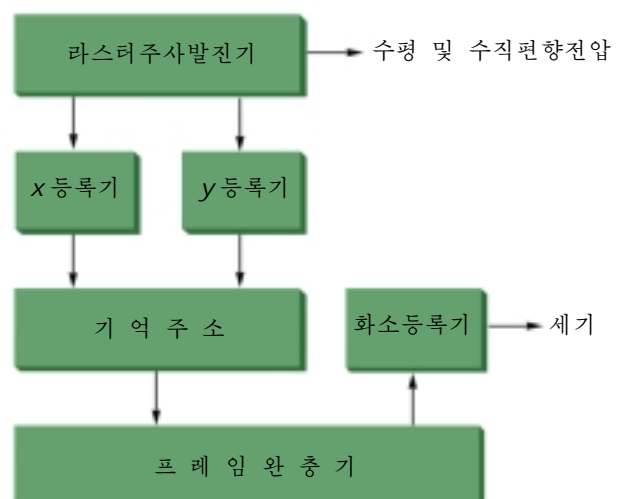 라스터주사발진기
수평 및 수직편향전압
x 등록기
y 등록기
기 억 주 소
화소등록기
세기
프 레 임 완 충 기